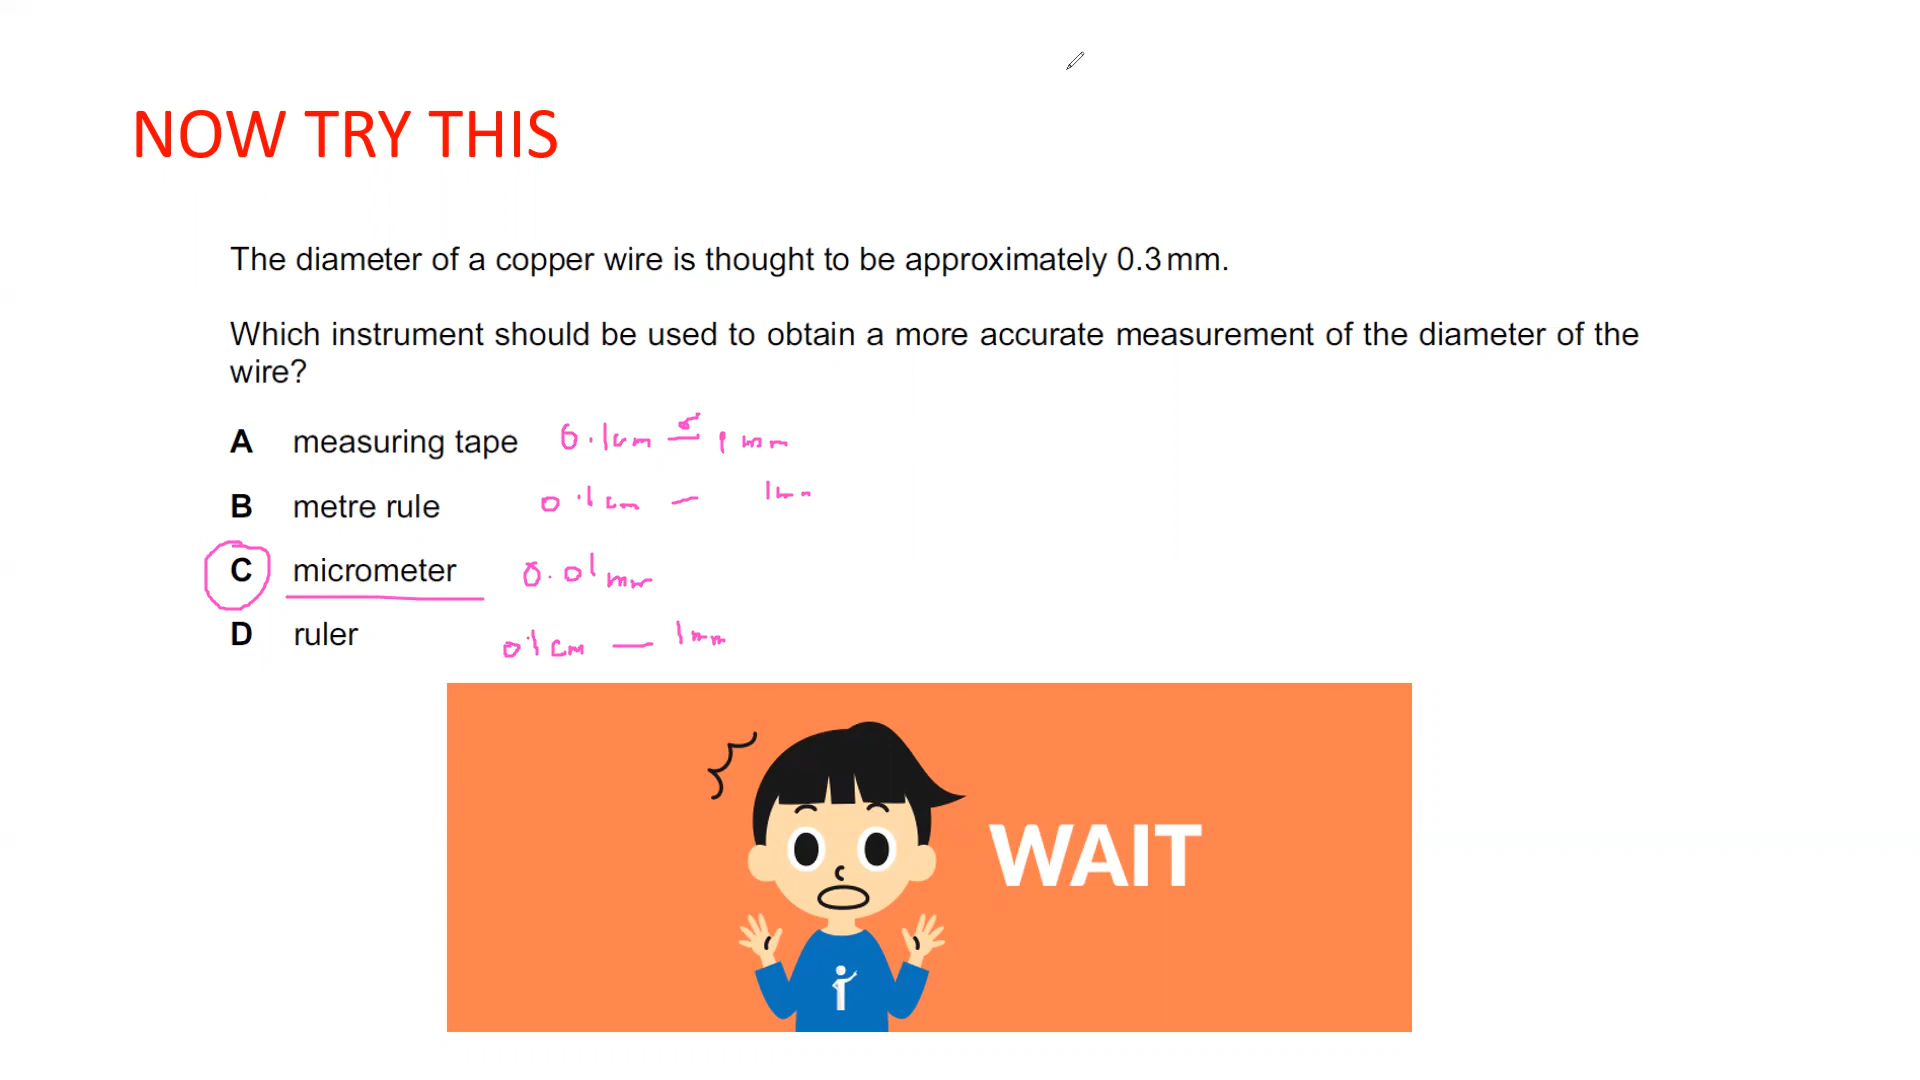 NOW TRY THIS
The diameter of a copper wire is thought to be approximately 0.3 mm.
Which instrument should be used to obtain a more accurate measurement of the diameter of the
wire?
A measuring tape 0.1cm = 1 mm
B metre rule 0.1cm — 1mm
C micrometer 0.01mm
D ruler 0.1cm — 1mm
WAIT